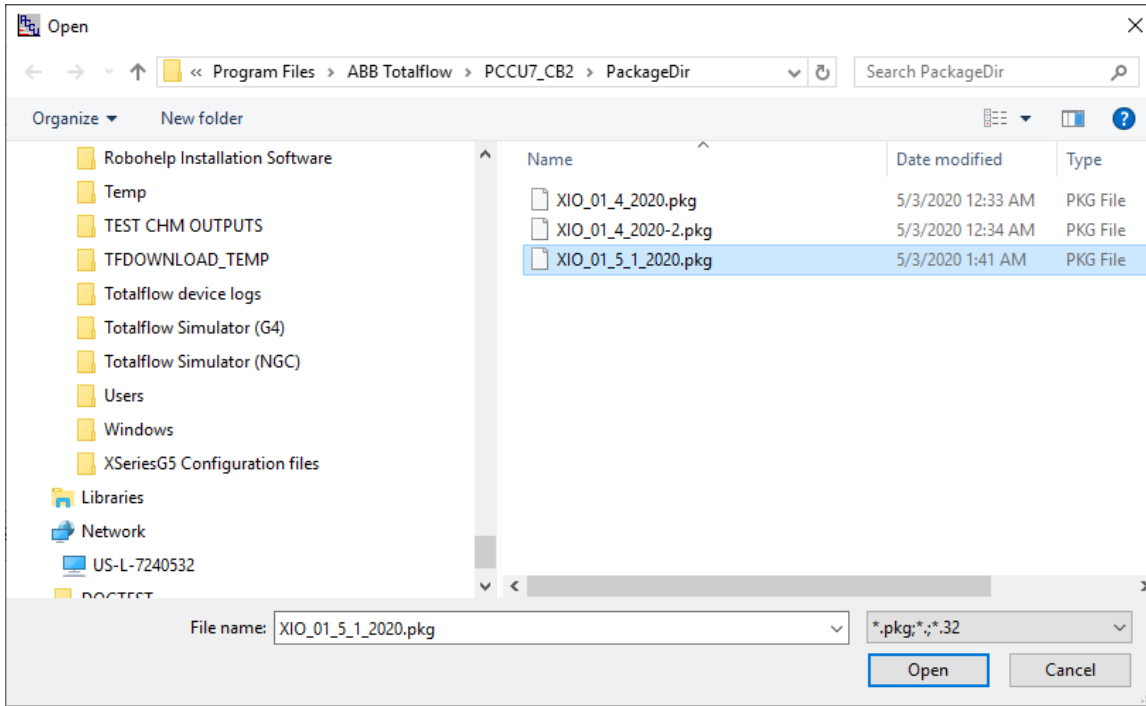 Open
« Program Files > ABB Totalflow > PCCU7_CB2 > PackageDir
Search PackageDir
Organize
New folder
Robohelp Installation Software
Temp
TEST CHM OUTPUTS
TFDOWNLOAD_TEMP
Totalflow device logs
Totalflow Simulator (G4)
Totalflow Simulator (NGC)
Users
Windows
XSeriesG5 Configuration files
Libraries
Network
US-L-7240532
Name Date modified Type
XIO_01_4_2020.pkg 5/3/2020 12:33 AM PKG File
XIO_01_4_2020-2.pkg 5/3/2020 12:34 AM PKG File
XIO_01_5_1_2020.pkg 5/3/2020 1:41 AM PKG File
File name: XIO_01_5_1_2020.pkg
*.pkg;*.;*.32
Open Cancel